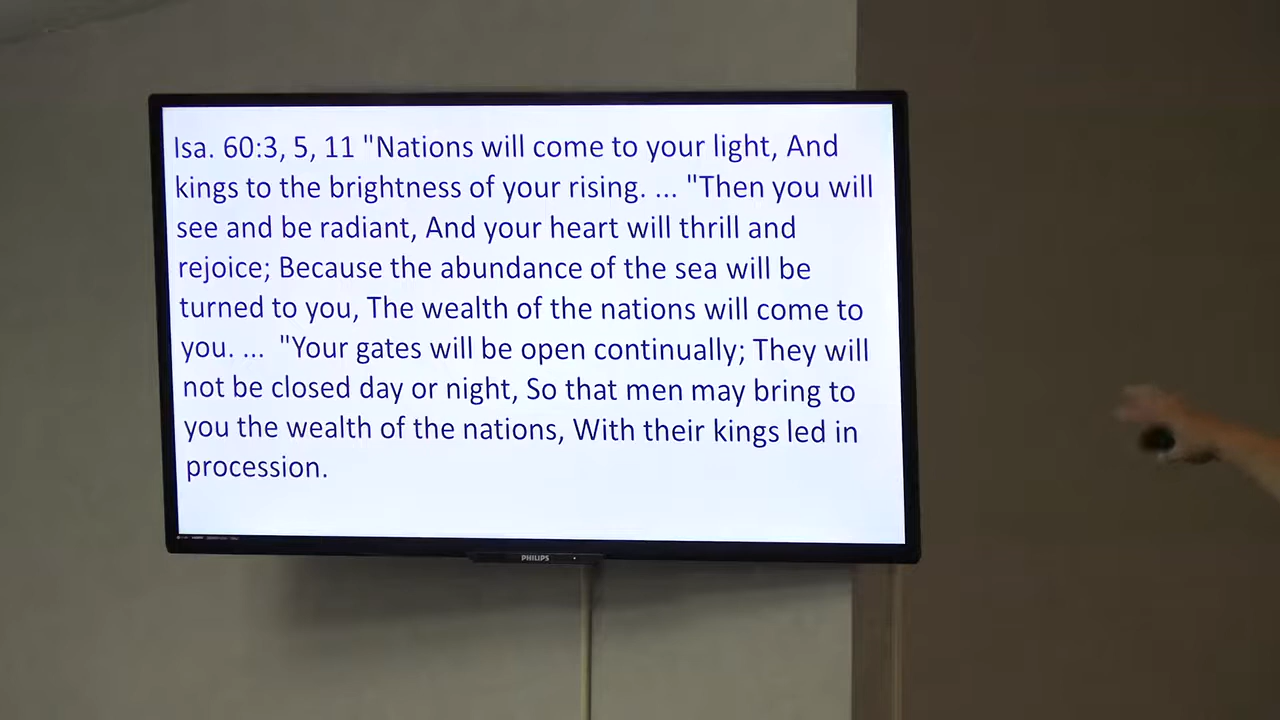 Isa. 60:3, 5, 11 "Nations will come to your light, And
kings to the brightness of your rising. ... "Then you will
see and be radiant, And your heart will thrill and
rejoice; Because the abundance of the sea will be
turned to you, The wealth of the nations will come to
you. ...  "Your gates will be open continually; They will
not be closed day or night, So that men may bring to
you the wealth of the nations, With their kings led in
procession.
PHILIPS